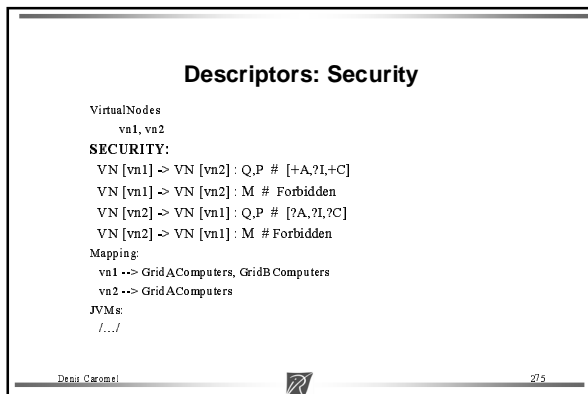 Descriptors: Security
VirtualNodes
vn1, vn2
SECURITY:
VN [vn1] -> VN [vn2] : Q,P # [+A,?I,+C]
VN [vn1] -> VN [vn2] : M # Forbidden
VN [vn2] -> VN [vn1] : Q,P # [?A,?I,?C]
VN [vn2] -> VN [vn1] : M # Forbidden
Mapping:
vn1 --> GridAComputers, GridBComputers
vn2 --> GridAComputers
JVMs:
/.../
Denis Caromel 275